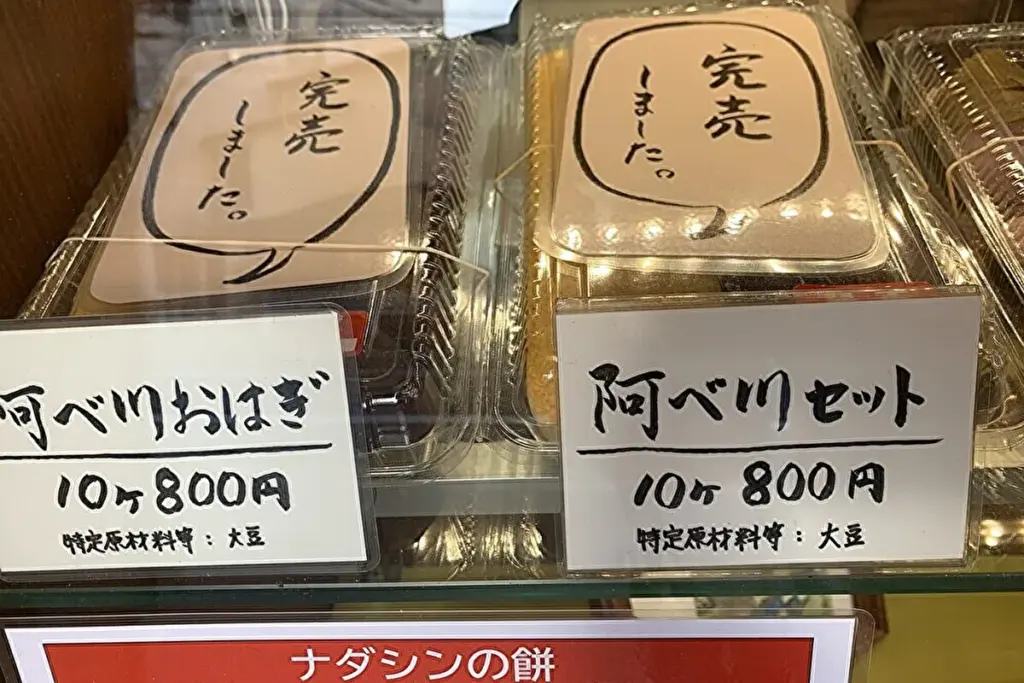 完売
しました。
完売
しました。
阿べ川おはぎ
10ヶ 800円
特定原材料等：大豆
阿べ川セット
10ヶ 800円
特定原材料等：大豆
ナダシンの餅